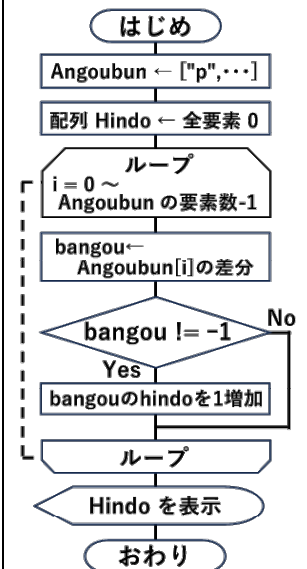 はじめ
Angoubun ← ["p",･･･]
配列 Hindo ← 全要素 0
ループ
i = 0 ～
Angoubun の要素数-1
bangou←
Angoubun[i]の差分
bangou != −1
No
Yes
bangouのhindoを1増加
ループ
Hindo を表示
おわり